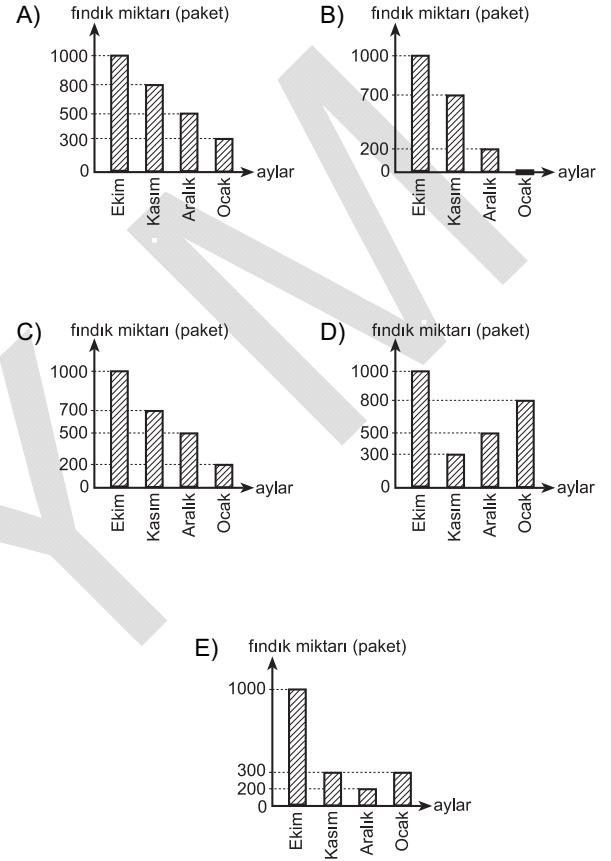 A) fındık miktarı (paket)
1000
800
500
300
0
aylar
Ekim
Kasım
Aralık
Ocak
B) fındık miktarı (paket)
1000
700
200
0
aylar
Ekim
Kasım
Aralık
Ocak
C) fındık miktarı (paket)
1000
700
500
200
0
aylar
Ekim
Kasım
Aralık
Ocak
D) fındık miktarı (paket)
1000
800
500
300
0
aylar
Ekim
Kasım
Aralık
Ocak
E) fındık miktarı (paket)
1000
300
200
0
aylar
Ekim
Kasım
Aralık
Ocak